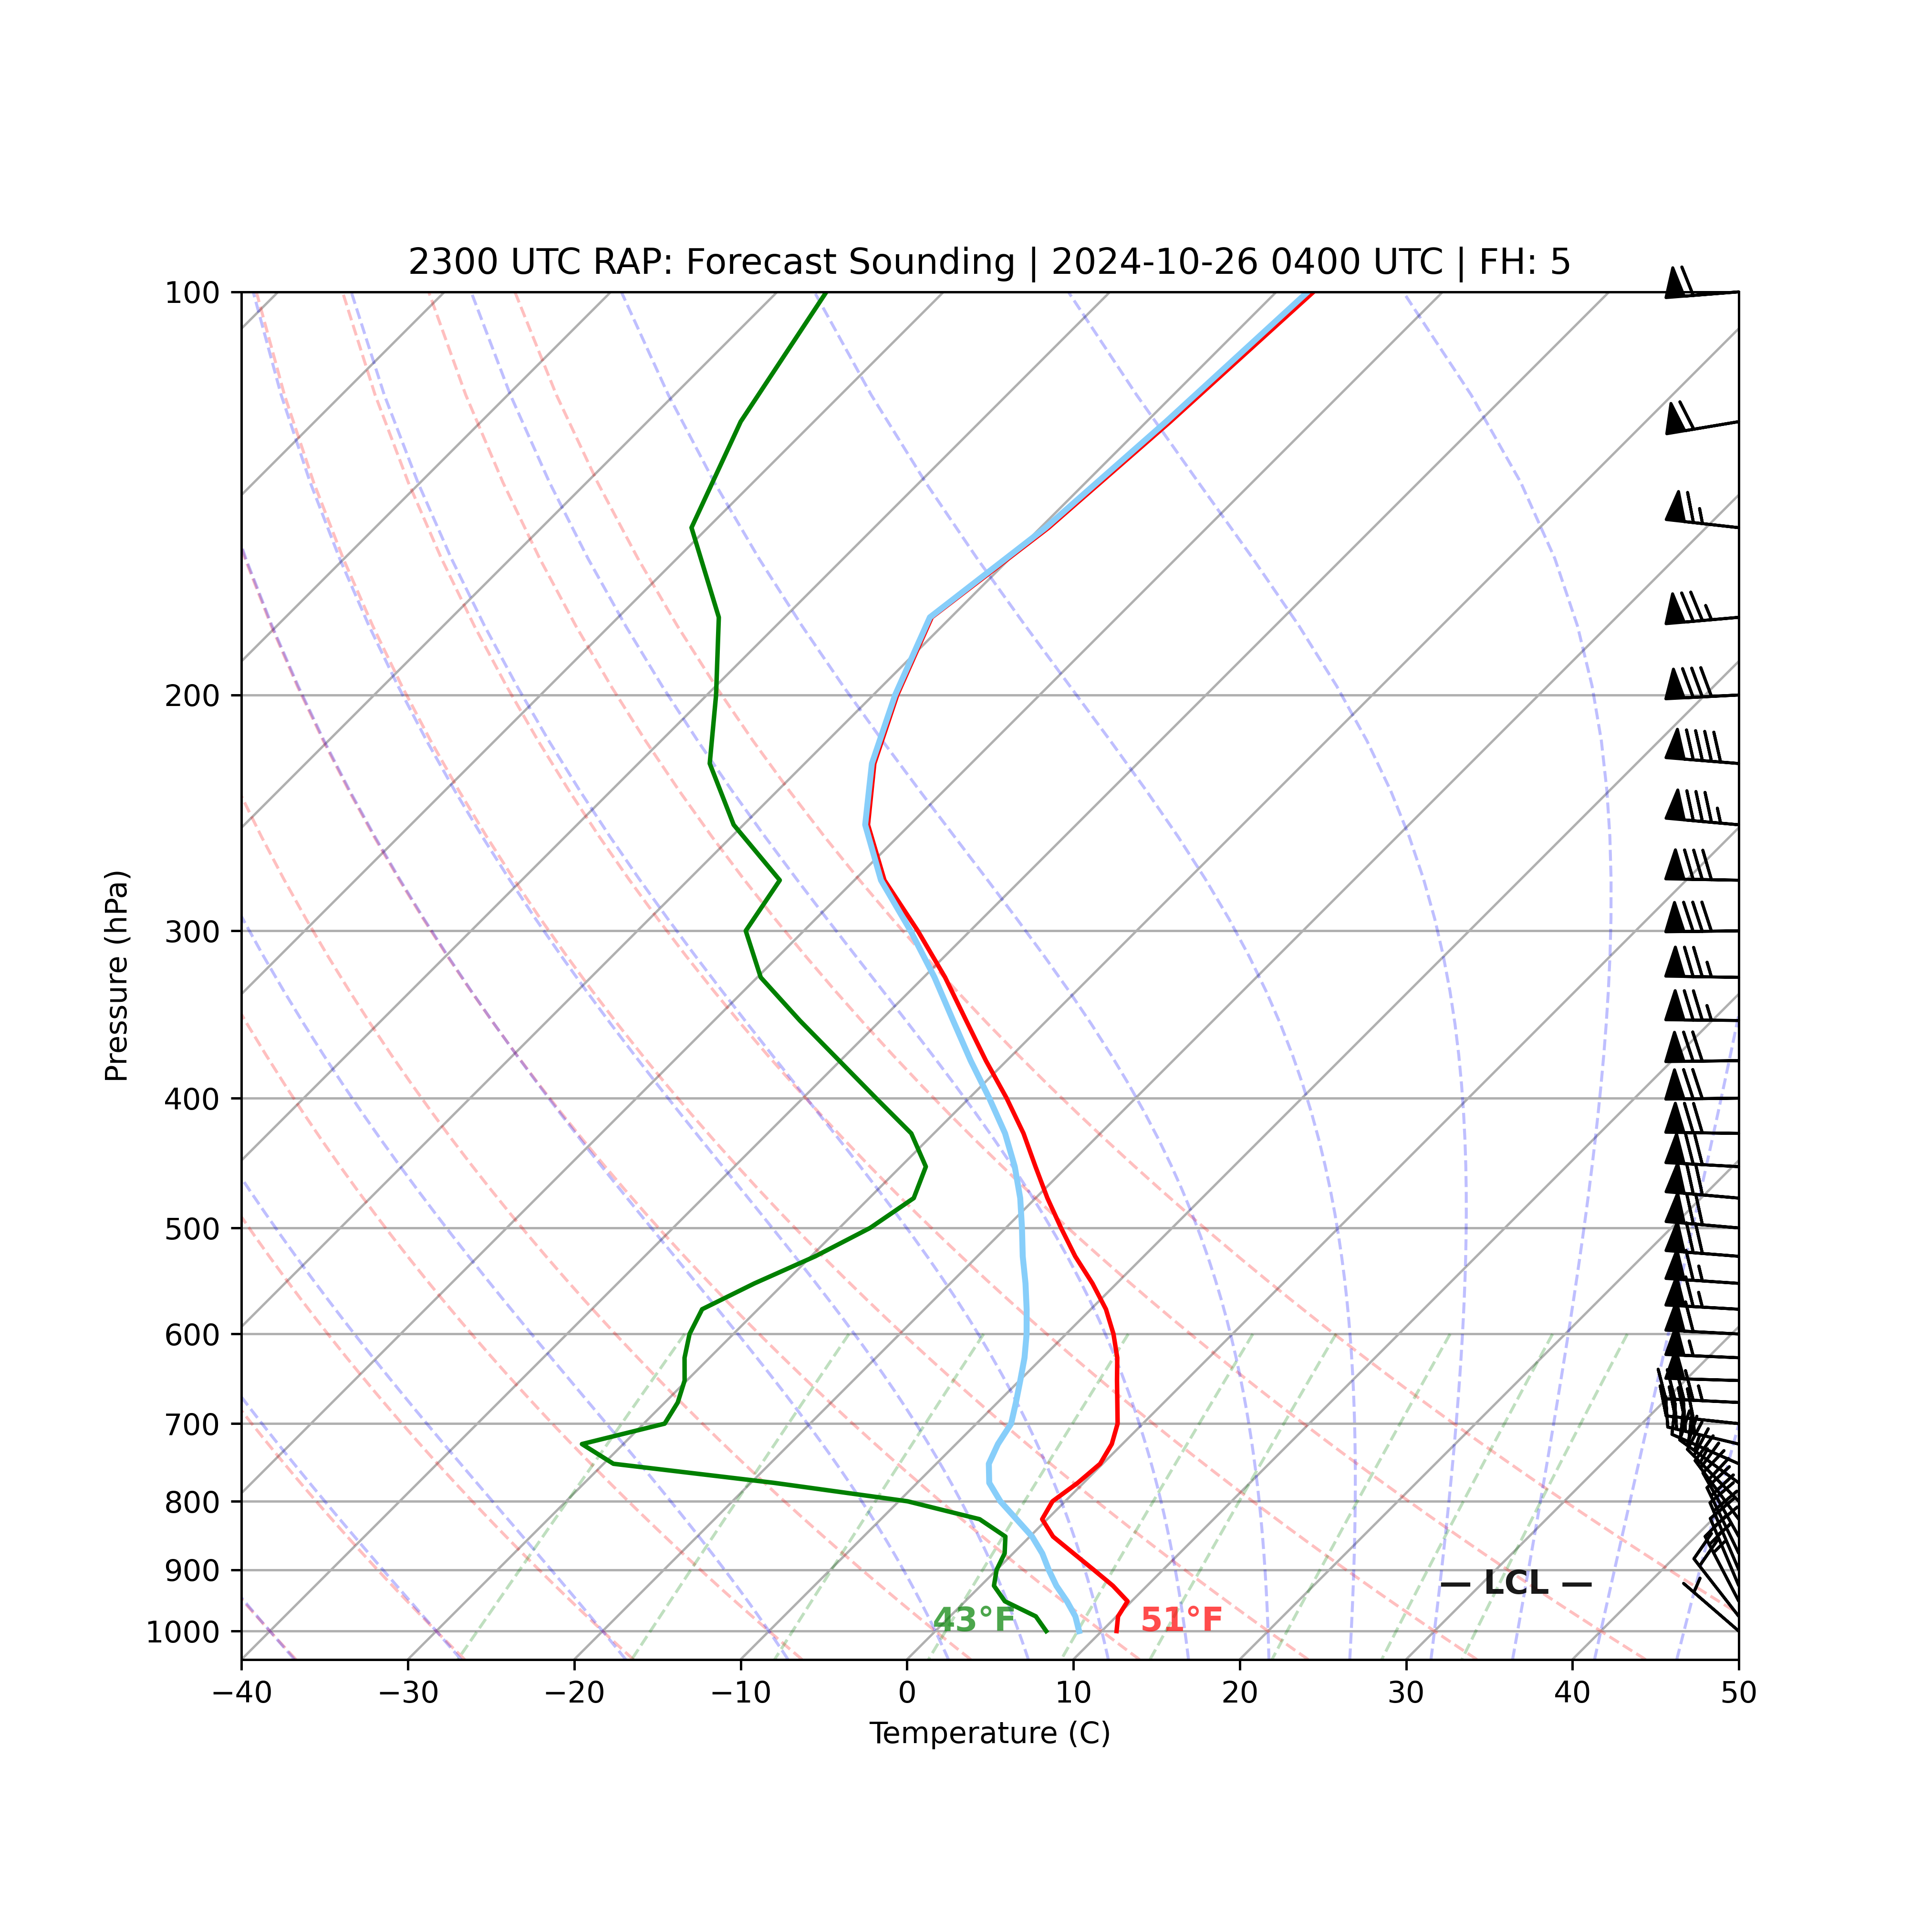 2300 UTC RAP: Forecast Sounding | 2024-10-26 0400 UTC | FH: 5
100
200
300
400
500
600
700
800
900
1000
Pressure (hPa)
— LCL —
43°F
51°F
−40 −30 −20 −10 0 10 20 30 40 50
Temperature (C)